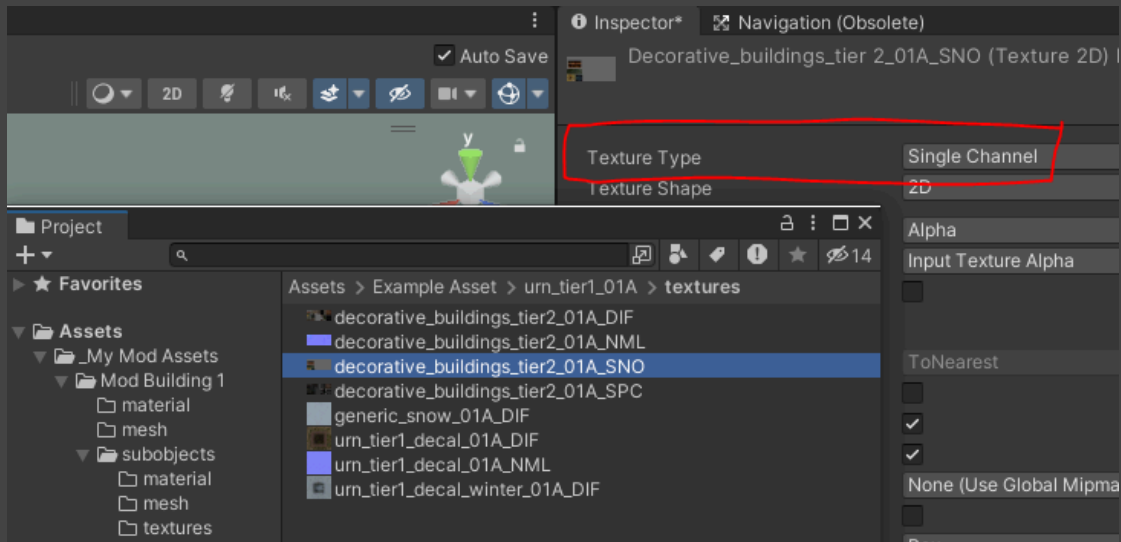 Inspector*
Navigation (Obsolete)
Auto Save
Decorative_buildings_tier 2_01A_SNO (Texture 2D)
2D
y
Texture Type
Single Channel
Texture Shape
2D
Alpha
Input Texture Alpha
ToNearest
None (Use Global Mipma
Project
14
Favorites
Assets
_My Mod Assets
Mod Building 1
material
mesh
subobjects
material
mesh
textures
Assets > Example Asset > urn_tier1_01A > textures
decorative_buildings_tier2_01A_DIF
decorative_buildings_tier2_01A_NML
decorative_buildings_tier2_01A_SNO
decorative_buildings_tier2_01A_SPC
generic_snow_01A_DIF
urn_tier1_decal_01A_DIF
urn_tier1_decal_01A_NML
urn_tier1_decal_winter_01A_DIF